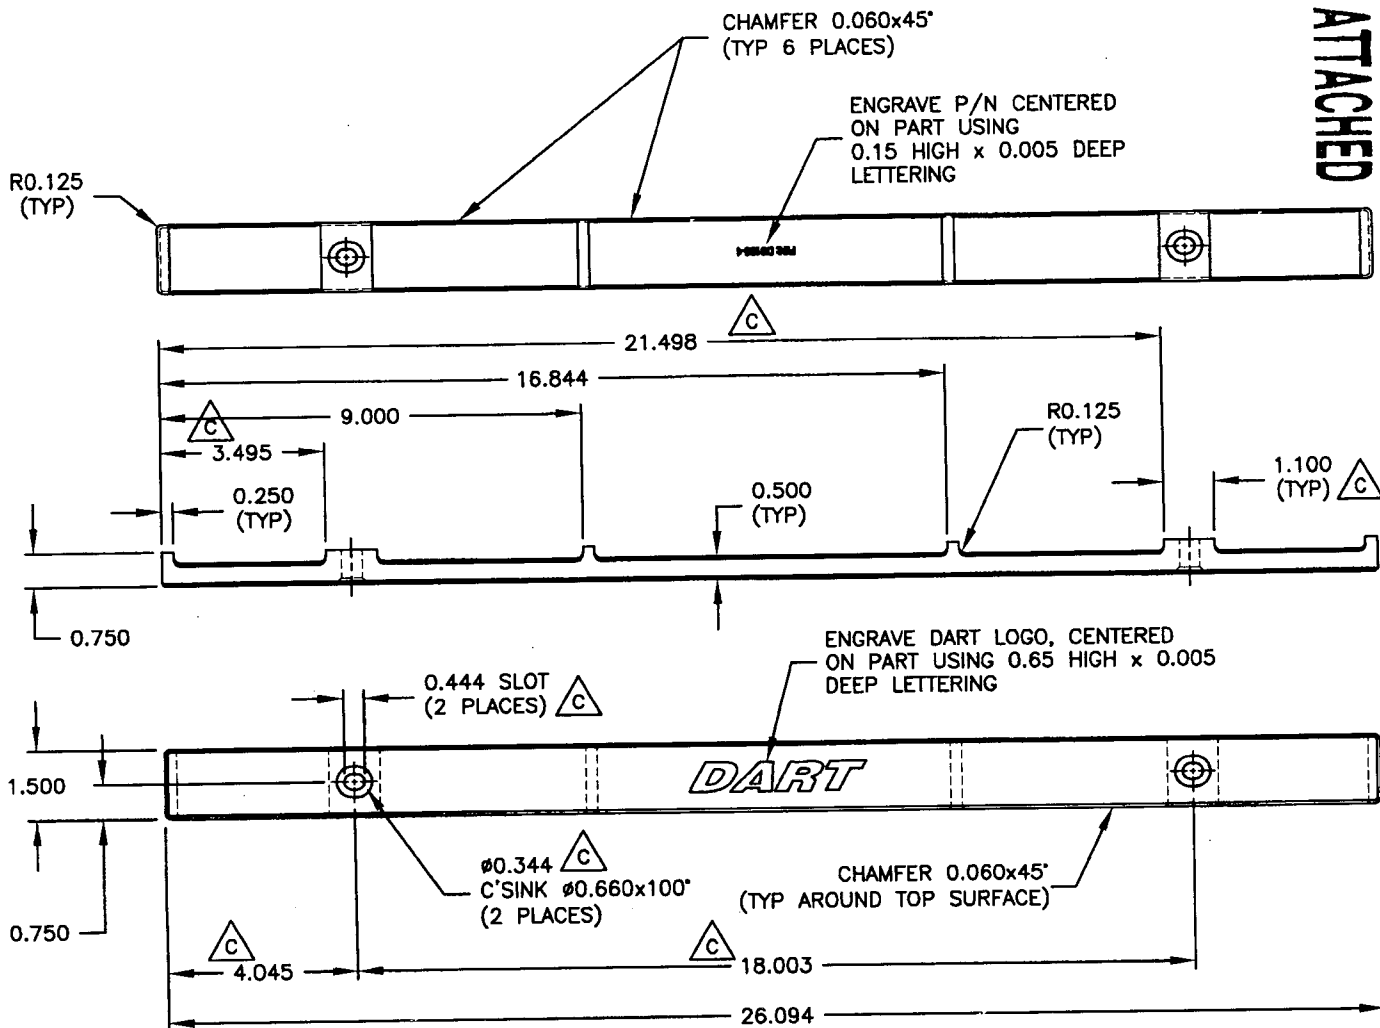 CHAMFER 0.060x45°
(TYP 6 PLACES)
ATTACHED
ENGRAVE P/N CENTERED
ON PART USING
0.15 HIGH x 0.005 DEEP
LETTERING
R0.125
(TYP)
C
21.498
16.844
C
9.000
R0.125
(TYP)
3.495
1.100
(TYP) C
0.250
(TYP)
0.500
(TYP)
0.750
ENGRAVE DART LOGO, CENTERED
ON PART USING 0.65 HIGH x 0.005
DEEP LETTERING
0.444 SLOT
(2 PLACES) C
1.500
DART
ø0.344 C
C'SINK ø0.660x100°
(2 PLACES)
CHAMFER 0.060x45°
(TYP AROUND TOP SURFACE)
0.750
C
C
4.045
18.003
26.094